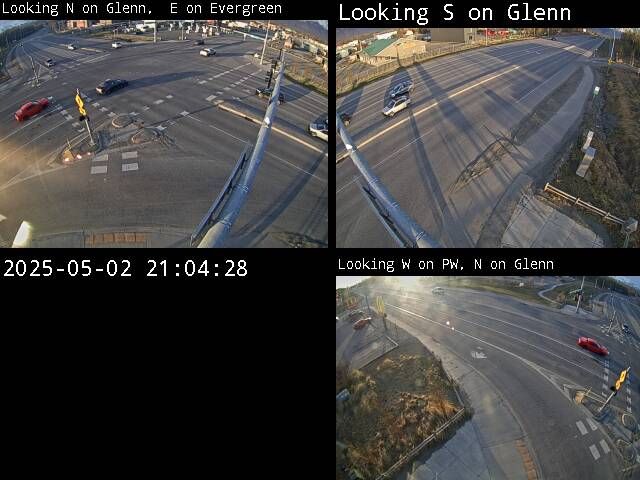 Looking N on Glenn, E on Evergreen
Looking S on Glenn
2025-05-02 21:04:28
Looking W on PW, N on Glenn